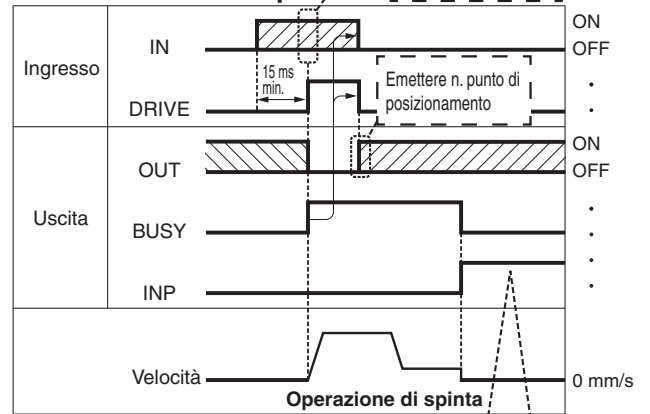 ON
IN
OFF
Ingresso
15 ms
min.
Emettere n. punto di
posizionamento
DRIVE
ON
OUT
OFF
Uscita
BUSY
INP
Velocità
0 mm/s
Operazione di spinta